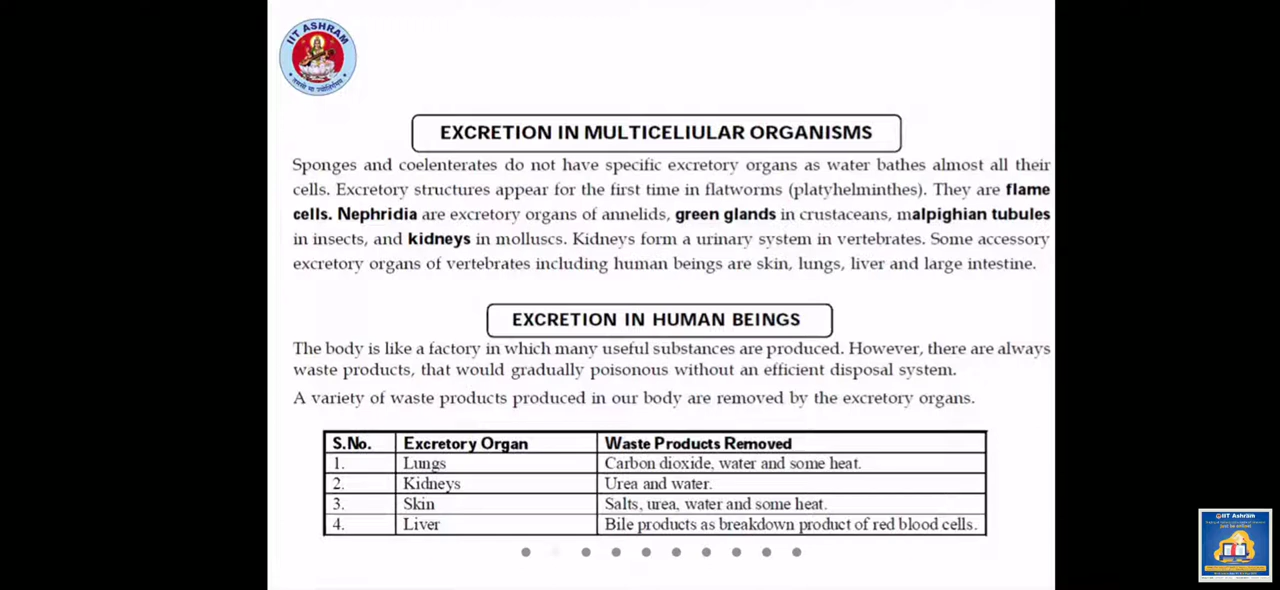 IIT ASHRAM
तमसो मा ज्योतिर्गमय
EXCRETION IN MULTICELIULAR ORGANISMS
Sponges and coelenterates do not have specific excretory organs as water bathes almost all their
cells. Excretory structures appear for the first time in flatworms (platyhelminthes). They are flame
cells. Nephridia are excretory organs of annelids, green glands in crustaceans, malpighian tubules
in insects, and kidneys in molluscs. Kidneys form a urinary system in vertebrates. Some accessory
excretory organs of vertebrates including human beings are skin, lungs, liver and large intestine.
EXCRETION IN HUMAN BEINGS
The body is like a factory in which many useful substances are produced. However, there are always
waste products, that would gradually poisonous without an efficient disposal system.
A variety of waste products produced in our body are removed by the excretory organs.
S.No. Excretory Organ Waste Products Removed
1. Lungs Carbon dioxide, water and some heat.
2. Kidneys Urea and water.
3. Skin Salts, urea, water and some heat.
4. Liver Bile products as breakdown product of red blood cells.
IIT Ashram